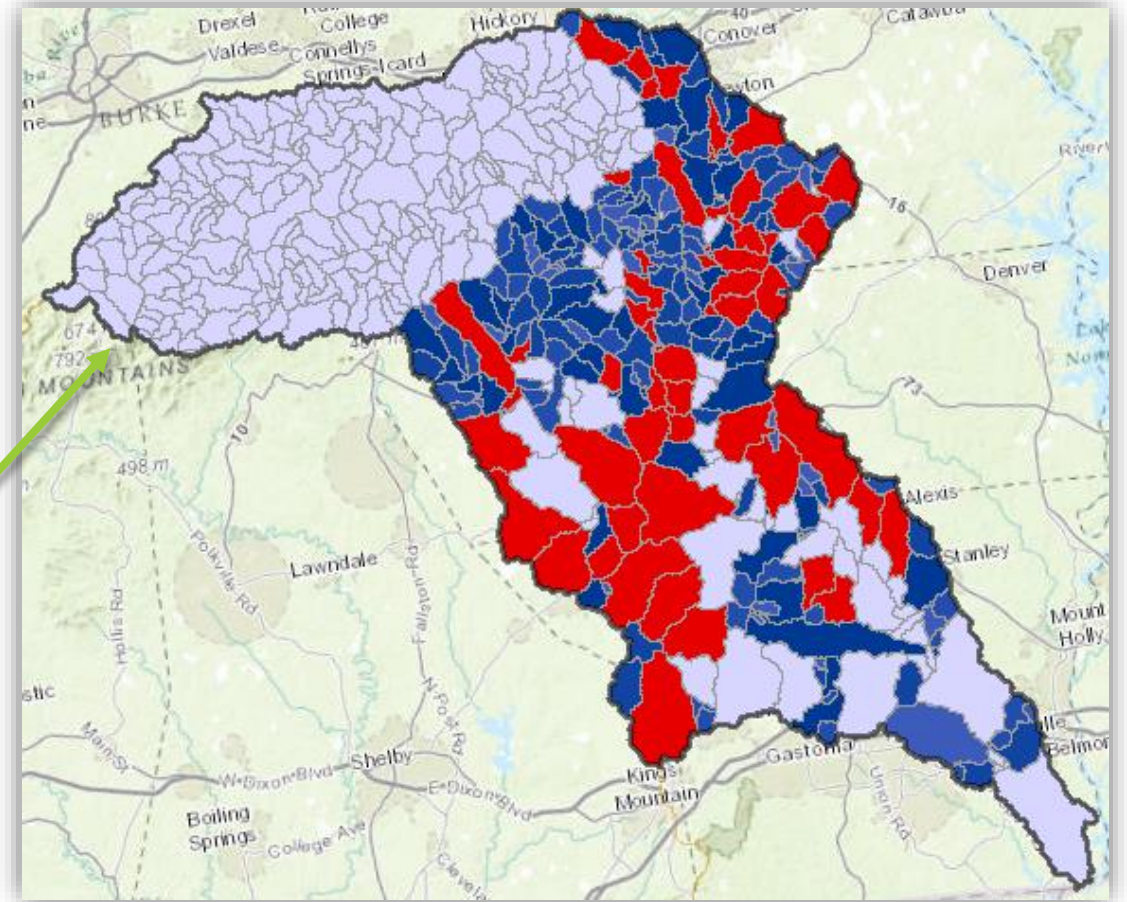 Drexel
College
Hickory
40
Catawba
Valdese
Connellys
Springs-Icard
Conover
BURKE
16
Denver
674
792
MOUNTAINS
10
73
498 m
Alexis
Polkville Rd
Lawndale
Fallston Rd
Stanley
Hollis Rd
Mount
Holly
N Post Rd
Main St
W Dixon Blvd
Shelby
E Dixon Blvd
Kings
Mountain
Gastonia
Belmon
Union Rd
Boiling
Springs
College Ave